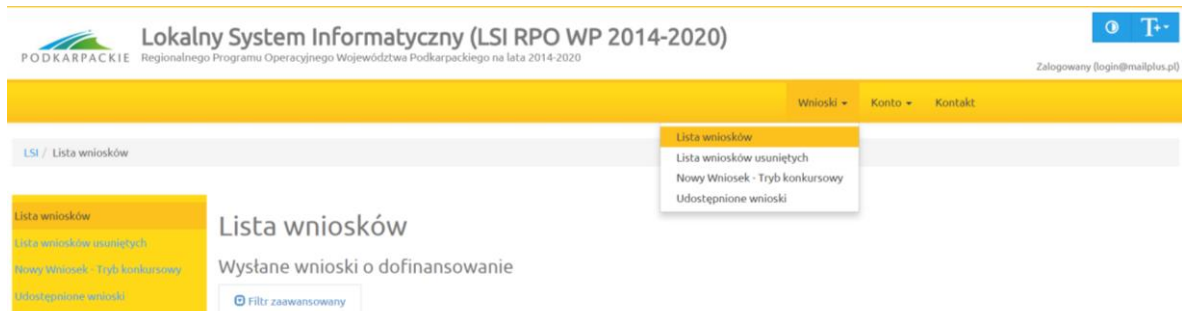 Lokalny System Informatyczny (LSI RPO WP 2014-2020)
PODKARPACKIE Regionalnego Programu Operacyjnego Województwa Podkarpackiego na lata 2014-2020
T+
Zalogowany (login@mailplus.pl)
Wnioski Konto Kontakt
LSI / Lista wniosków
Lista wniosków
Lista wniosków usuniętych
Nowy Wniosek - Tryb konkursowy
Udostępnione wnioski
Lista wniosków
Lista wniosków usuniętych
Nowy Wniosek - Tryb konkursowy
Udostępnione wnioski
Lista wniosków
Wysłane wnioski o dofinansowanie
Filtr zaawansowany